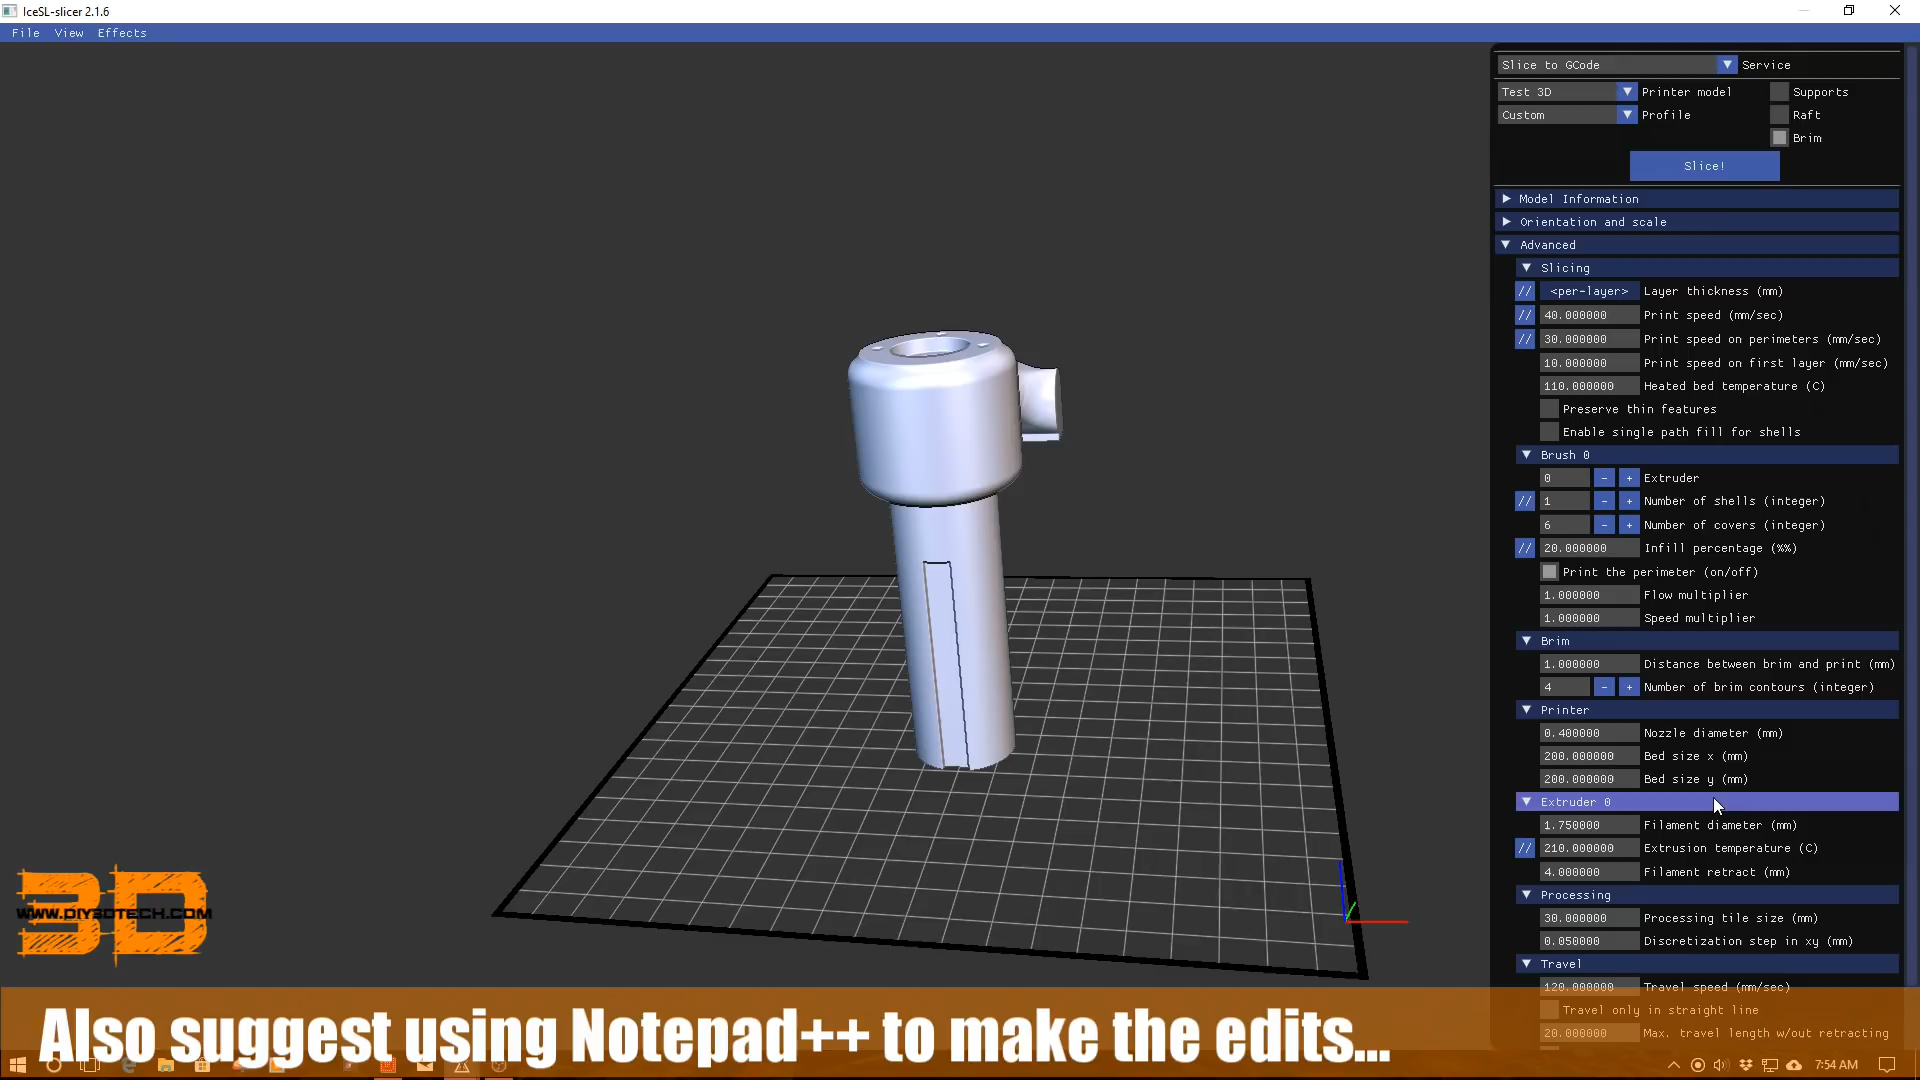 IceSL-slicer 2.1.6
File View Effects
Slice to GCode Service
Test 3D Printer model Supports
Custom Profile Raft
Brim
Slice!
Model Information
Orientation and scale
Advanced
Slicing
// <per-layer> Layer thickness (mm)
// 40.000000 Print speed (mm/sec)
// 30.000000 Print speed on perimeters (mm/sec)
10.000000 Print speed on first layer (mm/sec)
110.000000 Heated bed temperature (C)
Preserve thin features
Enable single path fill for shells
Brush 0
0 - + Extruder
// 1 - + Number of shells (integer)
6 - + Number of covers (integer)
// 20.000000 Infill percentage (%%)
Print the perimeter (on/off)
1.000000 Flow multiplier
1.000000 Speed multiplier
Brim
1.000000 Distance between brim and print (mm)
4 - + Number of brim contours (integer)
Printer
0.400000 Nozzle diameter (mm)
200.000000 Bed size x (mm)
200.000000 Bed size y (mm)
Extruder 0
1.750000 Filament diameter (mm)
// 210.000000 Extrusion temperature (C)
4.000000 Filament retract (mm)
Processing
30.000000 Processing tile size (mm)
0.050000 Discretization step in xy (mm)
Travel
120.000000 Travel speed (mm/sec)
Travel only in straight line
20.000000 Max. travel length w/out retracting
3D
WWW.DIY3DTECH.COM
Also suggest using Notepad++ to make the edits...
7:54 AM